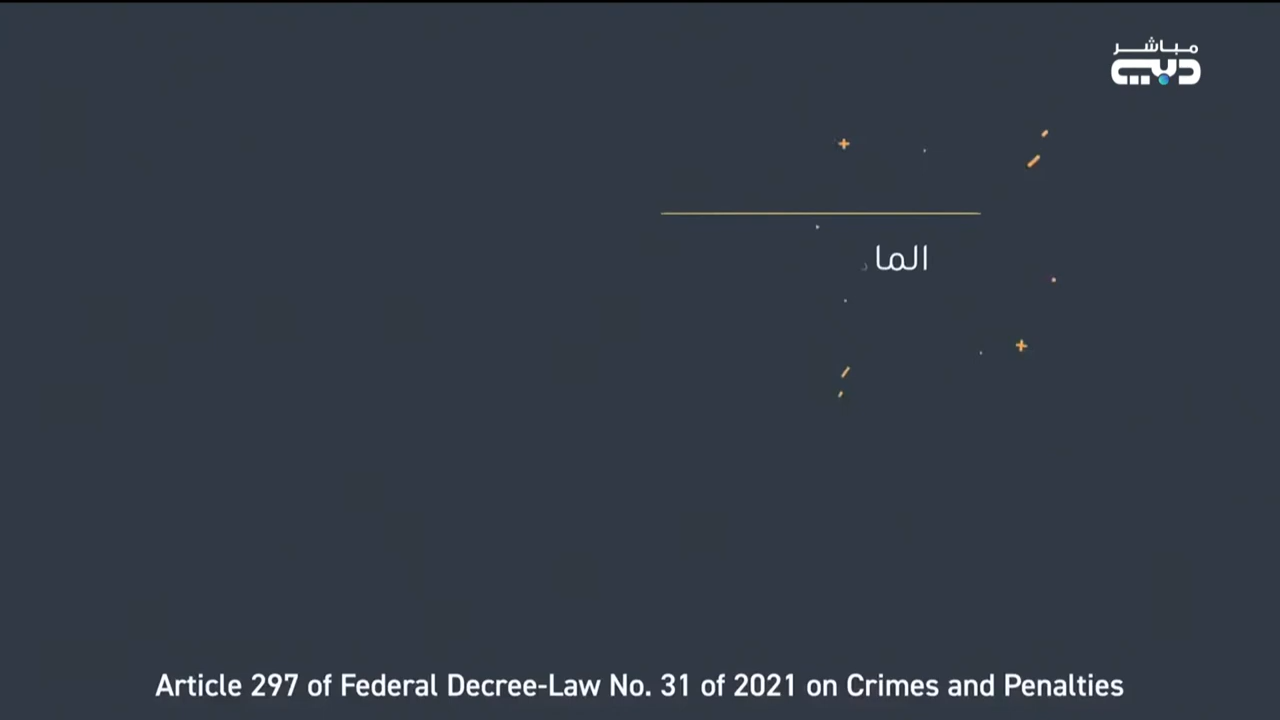 مباشر
دبي
الما
Article 297 of Federal Decree-Law No. 31 of 2021 on Crimes and Penalties